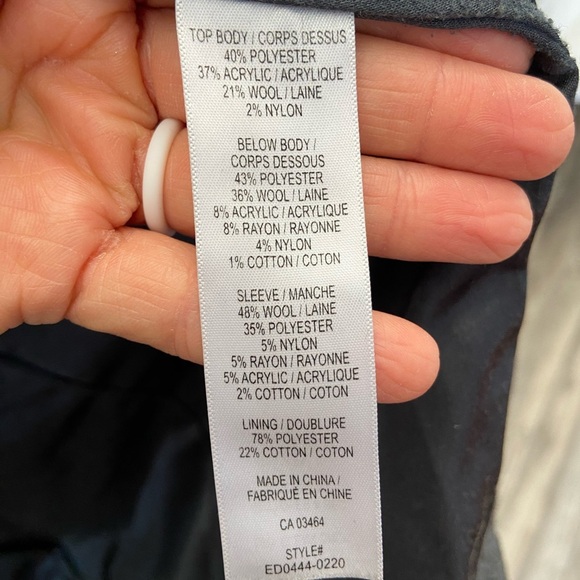 TOP BODY / CORPS DESSUS
40% POLYESTER
37% ACRYLIC / ACRYLIQUE
21% WOOL / LAINE
2% NYLON
BELOW BODY /
CORPS DESSOUS
43% POLYESTER
36% WOOL / LAINE
8% ACRYLIC / ACRYLIQUE
8% RAYON / RAYONNE
4% NYLON
1% COTTON / COTON
SLEEVE / MANCHE
48% WOOL / LAINE
35% POLYESTER
5% NYLON
5% RAYON / RAYONNE
5% ACRYLIC / ACRYLIQUE
2% COTTON / COTON
LINING / DOUBLURE
78% POLYESTER
22% COTTON / COTON
MADE IN CHINA /
FABRIQUÉ EN CHINE
CA 03464
STYLE#
ED0444-0220